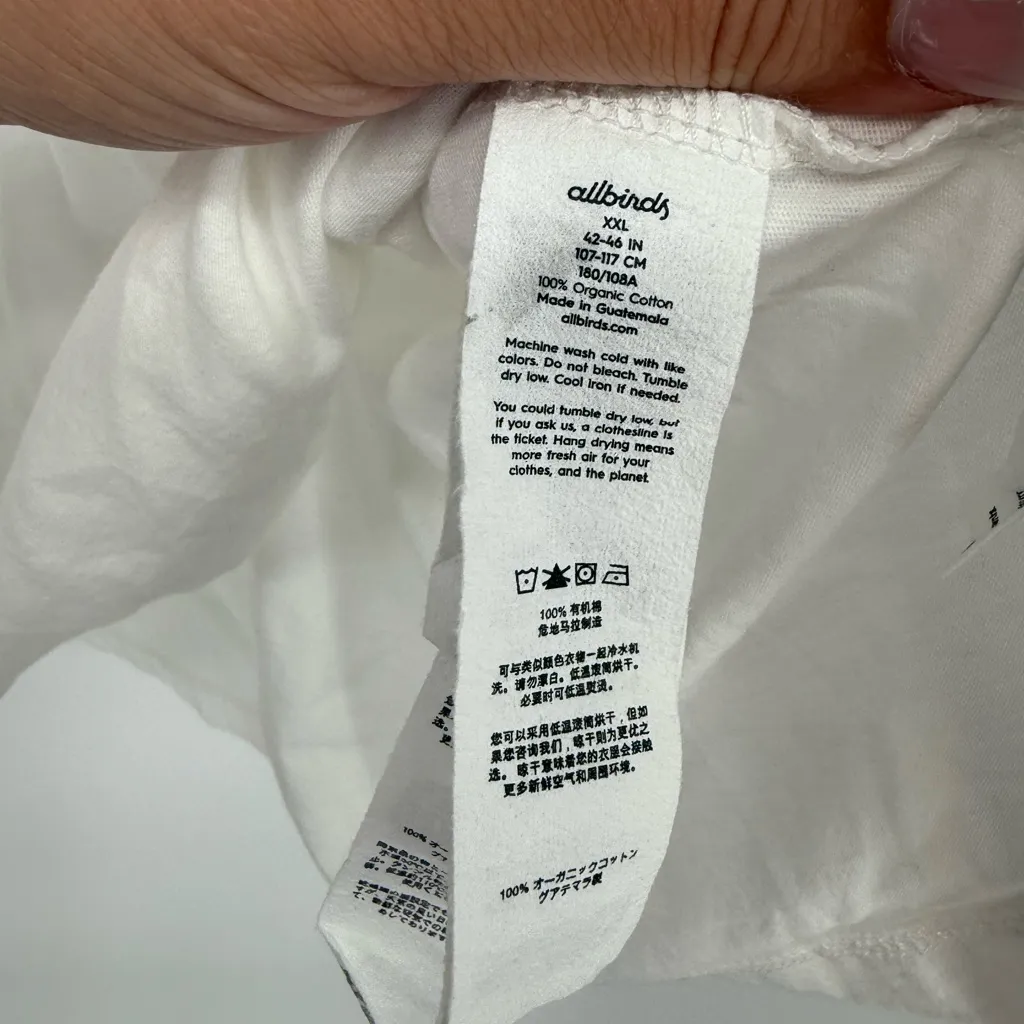 allbirds
XXL
42-46 IN
107-117 CM
180/108A
100% Organic Cotton
Made in Guatemala
allbirds.com
Machine wash cold with like
colors. Do not bleach. Tumble
dry low. Cool iron if needed.
You could tumble dry low, but
if you ask us, a clothesline is
the ticket. Hang drying means
more fresh air for your
clothes, and the planet.
100% 有机棉
危地马拉制造
可与类似颜色衣物一起冷水机
洗。请勿漂白。低温滚筒烘干。
必要时可低温熨烫。
您可以采用低温滚筒烘干，但如
果您咨询我们，晾干则为更优之
选。晾干意味着您的衣服会接触
更多新鲜空气和周围环境。
100% オーガニックコットン
グアテマラ製
100% オー
グア